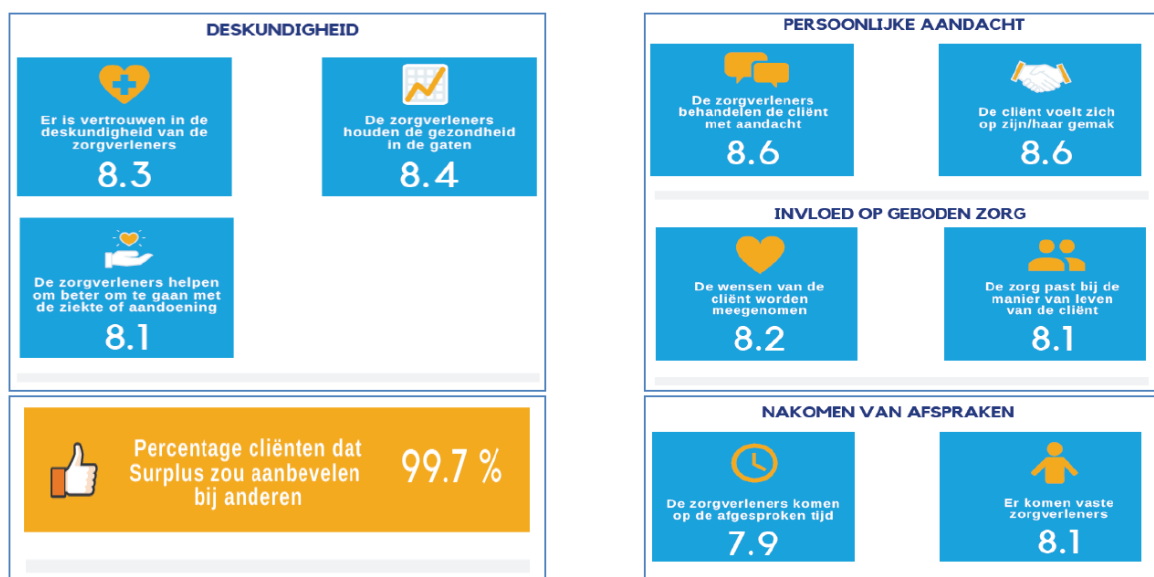 DESKUNDIGHEID
Er is vertrouwen in de
deskundigheid van de
zorgverleners
8.3
De zorgverleners
houden de gezondheid
in de gaten
8.4
De zorgverleners helpen
om beter om te gaan met
de ziekte of aandoening
8.1
Percentage cliënten dat
Surplus zou aanbevelen
bij anderen
99.7 %
PERSOONLIJKE AANDACHT
De zorgverleners
behandelen de cliënt
met aandacht
8.6
De cliënt voelt zich
op zijn/haar gemak
8.6
INVLOED OP GEBODEN ZORG
De wensen van de
cliënt worden
meegenomen
8.2
De zorg past bij de
manier van leven
van de cliënt
8.1
NAKOMEN VAN AFSPRAKEN
De zorgverleners komen
op de afgesproken tijd
7.9
Er komen vaste
zorgverleners
8.1